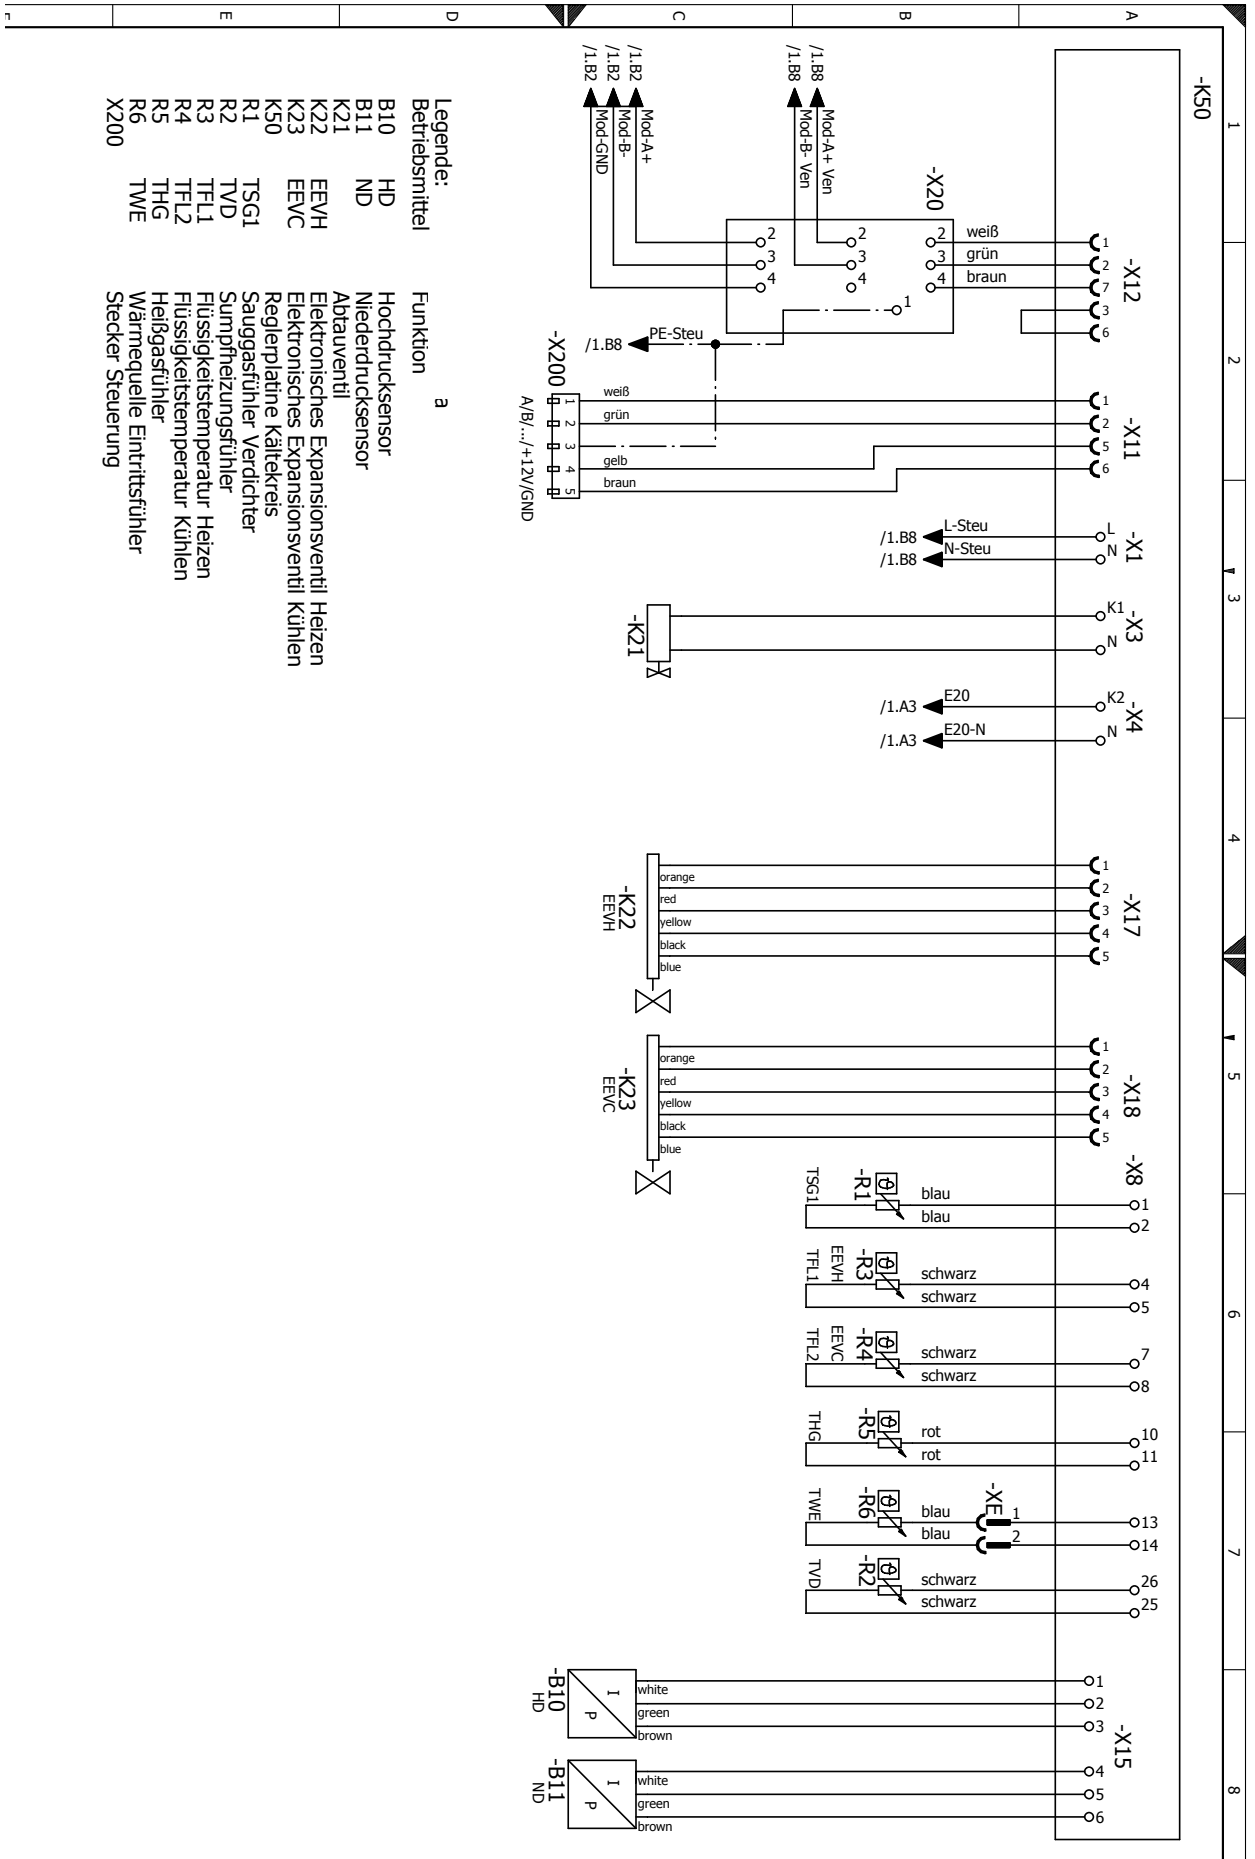 1
2
3
4
5
6
7
8
A
B
C
D
E
F
-K50
-X12
1
2
7
3
6
weiß
grün
braun
-X20
2
3
4
2
3
4
2
3
4
1
Mod-A+ Ven
/1.B8
Mod-B- Ven
/1.B8
Mod-A+
/1.B2
Mod-B-
/1.B2
Mod-GND
/1.B2
PE-Steu
/1.B8
-X11
1
2
5
6
-X200
1
2
3
4
5
weiß
grün
gelb
braun
A/B/.../+12V/GND
-X1
L
N
L-Steu
/1.B8
N-Steu
/1.B8
-X3
K1
N
-K21
-X4
K2
N
E20
/1.A3
E20-N
/1.A3
-X17
1
2
3
4
5
orange
red
yellow
black
blue
-K22
EEVH
-X18
1
2
3
4
5
orange
red
yellow
black
blue
-K23
EEVC
-X8
1
2
blau
blau
-R1
TSG1
4
5
schwarz
schwarz
-R3
EEVH
TFL1
7
8
schwarz
schwarz
-R4
EEVC
TFL2
10
11
rot
rot
-R5
THG
13
14
-XE
1
2
blau
blau
-R6
TWE
26
25
schwarz
schwarz
-R2
TVD
-X15
1
2
3
white
green
brown
I
P
-B10
HD
4
5
6
white
green
brown
I
P
-B11
ND
Legende:
Betriebsmittel Funktion a
B10 HD Hochdrucksensor
B11 ND Niederdrucksensor
K21 Abtauventil
K22 EEVH Elektronisches Expansionsventil Heizen
K23 EEVC Elektronisches Expansionsventil Kühlen
K50 Reglerplatine Kältekreis
R1 TSG1 Sauggasfühler Verdichter
R2 TVD Sumpfheizungsfühler
R3 TFL1 Flüssigkeitstemperatur Heizen
R4 TFL2 Flüssigkeitstemperatur Kühlen
R5 THG Heißgasfühler
R6 TWE Wärmequelle Eintrittsfühler
X200 Stecker Steuerung